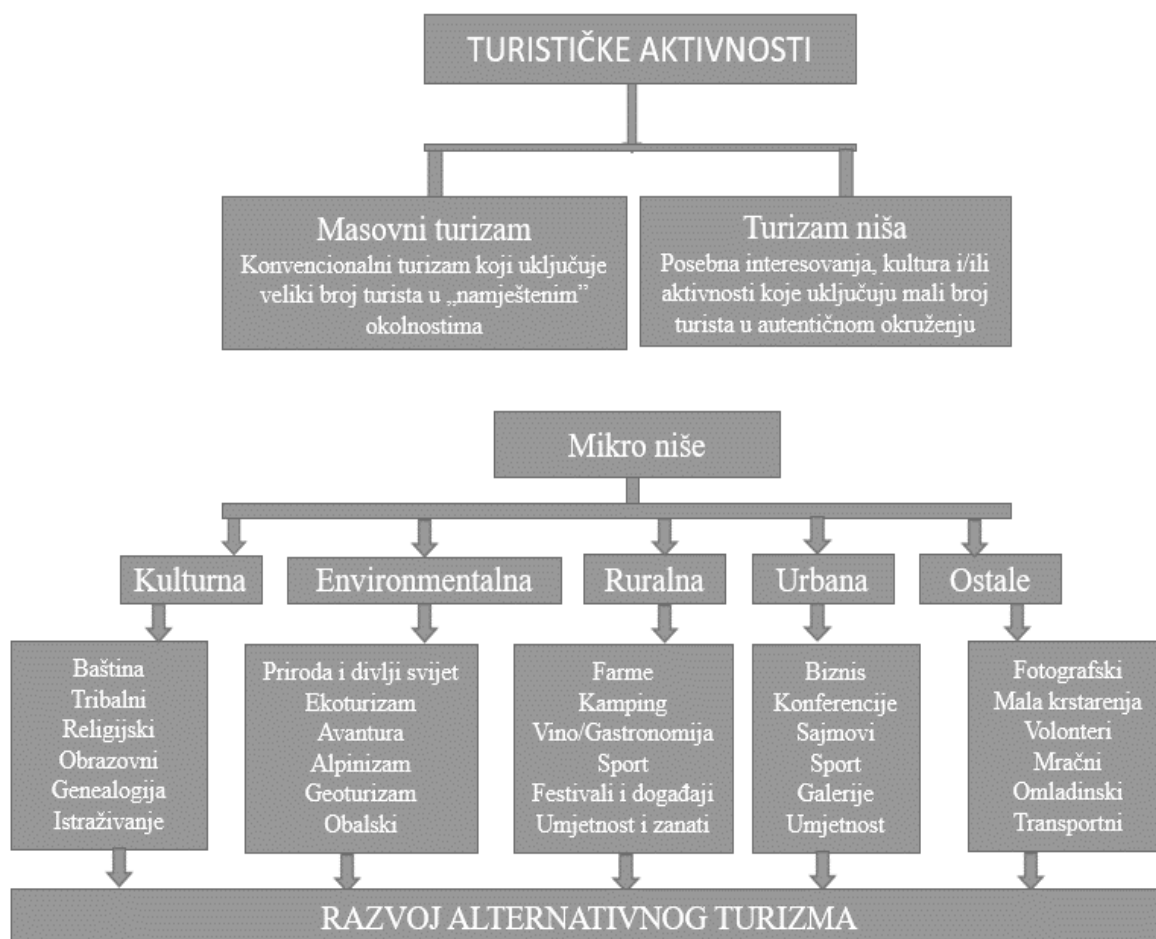 TURISTIČKE AKTIVNOSTI
Masovni turizam
Konvencionalni turizam koji uključuje
veliki broj turista u „namještenim”
okolnostima
Turizam niša
Posebna interesovanja, kultura i/ili
aktivnosti koje uključuju mali broj
turista u autentičnom okruženju
Mikro niše
Kulturna
Environmentalna
Ruralna
Urbana
Ostale
Baština
Tribalni
Religijski
Obrazovni
Genealogija
Istraživanje
Priroda i divlji svijet
Ekoturizam
Avantura
Alpinizam
Geoturizam
Obalski
Farme
Kamping
Vino/Gastronomija
Sport
Festivali i događaji
Umjetnost i zanati
Biznis
Konferencije
Sajmovi
Sport
Galerije
Umjetnost
Fotografski
Mala krstarenja
Volonteri
Mračni
Omladinski
Transportni
RAZVOJ ALTERNATIVNOG TURIZMA